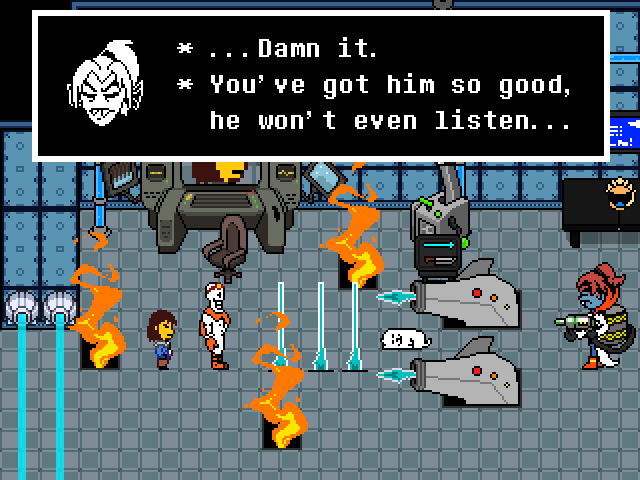 * ...Damn it.
* You've got him so good,
he won't even listen...